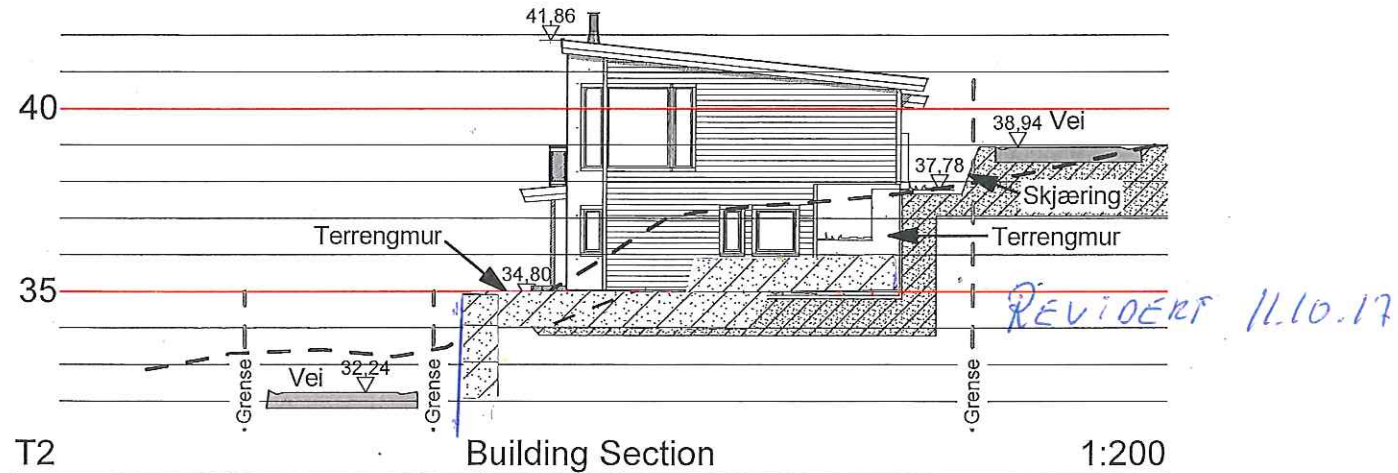 41,86
40
38,94 Vei
37,78
Skjæring
Terrengmur
Terrengmur
34,80
35
REVIDERT 11.10.17
Grense
Vei 32,24
Grense
Grense
T2 Building Section 1:200